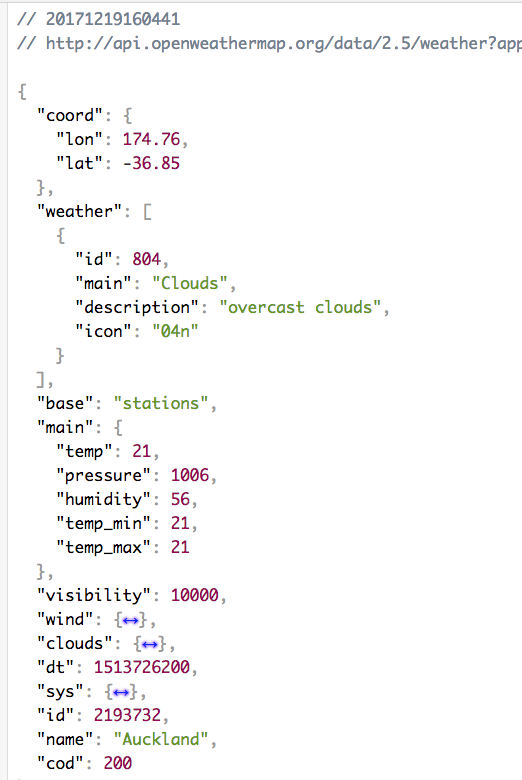 // 20171219160441
// http://api.openweathermap.org/data/2.5/weather?app
{
"coord": {
"lon": 174.76,
"lat": -36.85
},
"weather": [
{
"id": 804,
"main": "Clouds",
"description": "overcast clouds",
"icon": "04n"
}
],
"base": "stations",
"main": {
"temp": 21,
"pressure": 1006,
"humidity": 56,
"temp_min": 21,
"temp_max": 21
},
"visibility": 10000,
"wind": {↔},
"clouds": {↔},
"dt": 1513726200,
"sys": {↔},
"id": 2193732,
"name": "Auckland",
"cod": 200